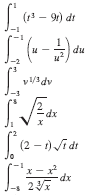 ∫_{-1}^{1} (t³ − 9t) dt
∫_{-2}^{-1} (u − 1/u²) du
∫_{-3}^{3} v^{1/3} dv
∫_{1}^{8} √(2/x) dx
∫_{0}^{2} (2 − t)√t dt
∫_{-8}^{-1} (x − x²)/(2∛x) dx